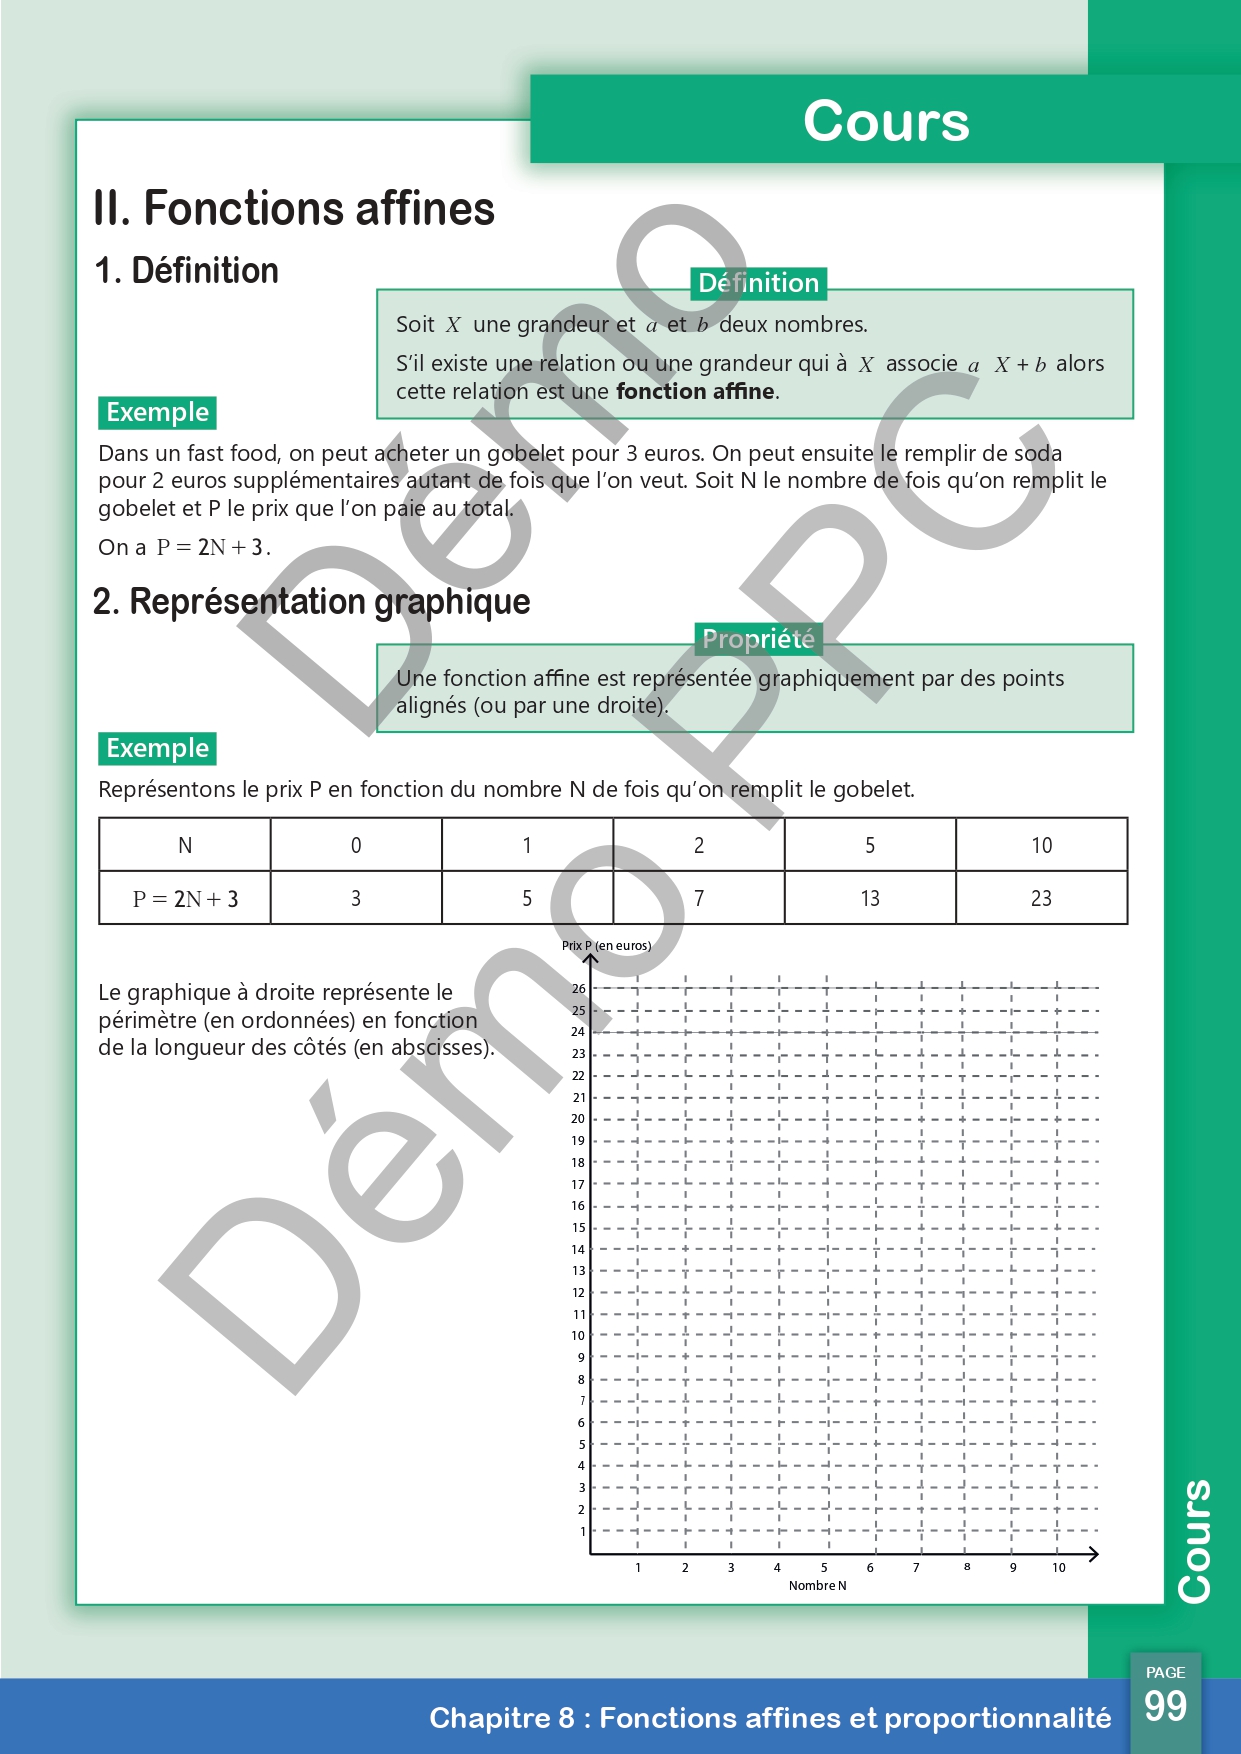 Cours
II. Fonctions affines
1. Définition
Définition
Soit X une grandeur et a et b deux nombres.
S’il existe une relation ou une grandeur qui à X associe a X + b alors
cette relation est une fonction affine.
Exemple
Dans un fast food, on peut acheter un gobelet pour 3 euros. On peut ensuite le remplir de soda
pour 2 euros supplémentaires autant de fois que l’on veut. Soit N le nombre de fois qu’on remplit le
gobelet et P le prix que l’on paie au total.
On a P = 2N + 3.
2. Représentation graphique
Propriété
Une fonction affine est représentée graphiquement par des points
alignés (ou par une droite).
Exemple
Représentons le prix P en fonction du nombre N de fois qu’on remplit le gobelet.
N 0 1 2 5 10
P = 2N + 3 3 5 7 13 23
Le graphique à droite représente le
périmètre (en ordonnées) en fonction
de la longueur des côtés (en abscisses).
Prix P (en euros)
26
25
24
23
22
21
20
19
18
17
16
15
14
13
12
11
10
9
8
7
6
5
4
3
2
1
1 2 3 4 5 6 7 8 9 10
Nombre N
Démo
Démo PPC
Cours
PAGE
99
Chapitre 8 : Fonctions affines et proportionnalité